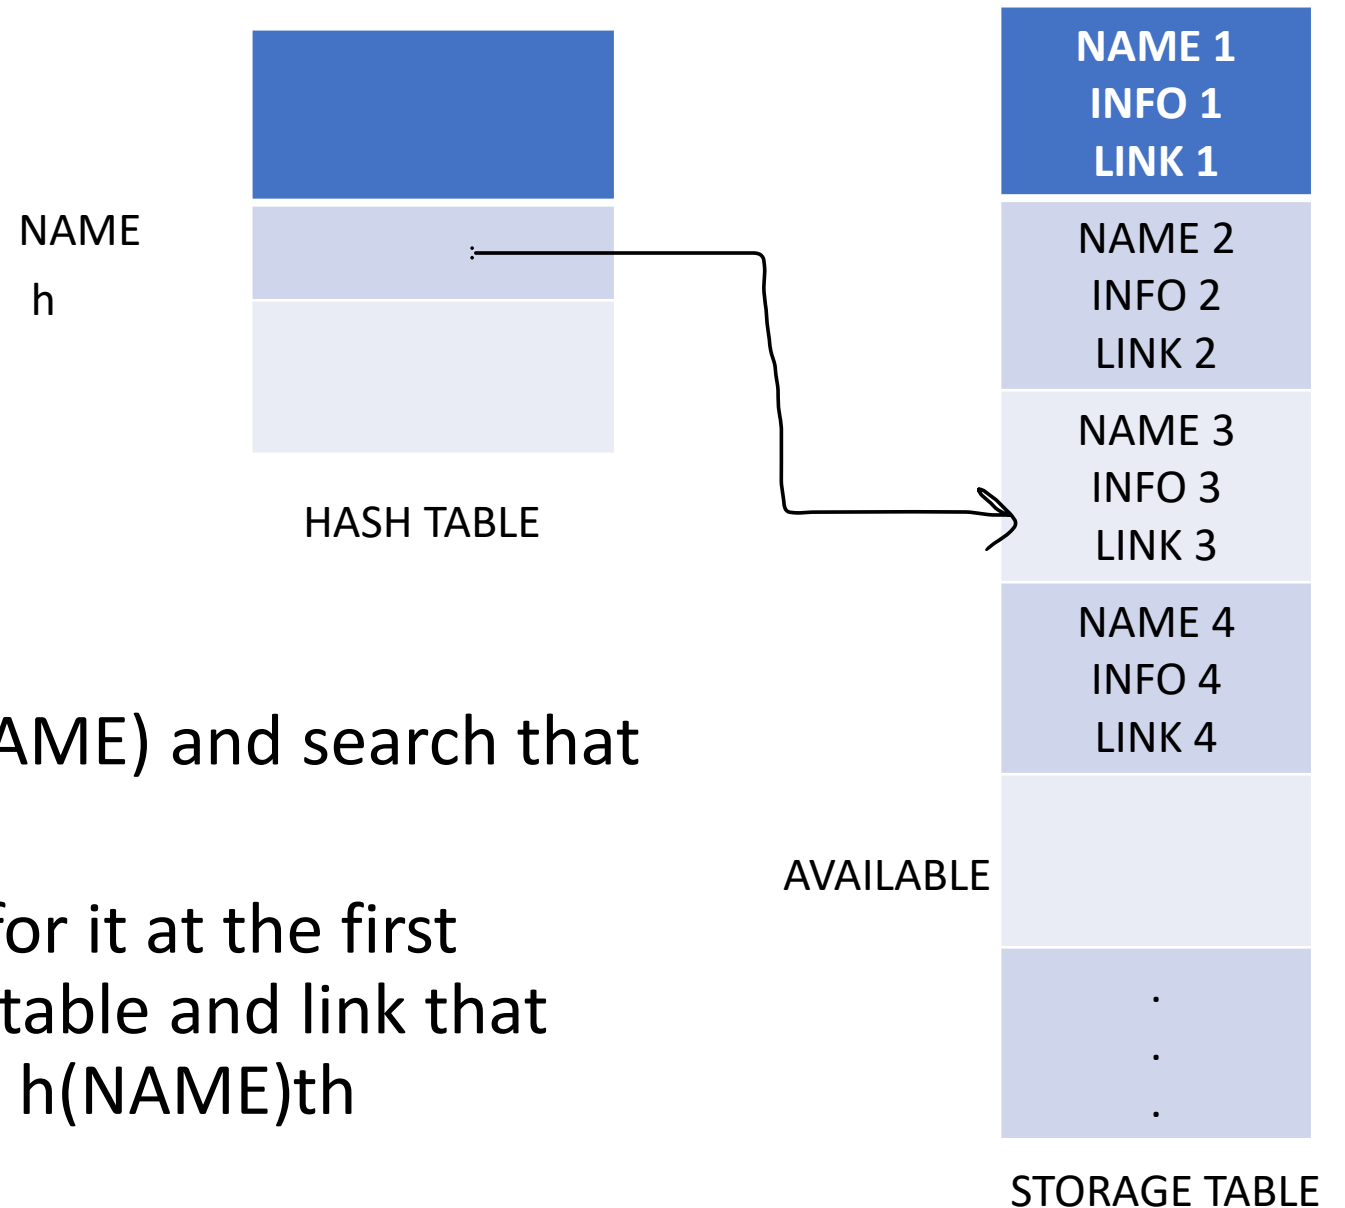 NAME
h
HASH TABLE
NAME 1
INFO 1
LINK 1
NAME 2
INFO 2
LINK 2
NAME 3
INFO 3
LINK 3
NAME 4
INFO 4
LINK 4
AME) and search that
AVAILABLE
for it at the first
table and link that
h(NAME)th
.
.
.
STORAGE TABLE